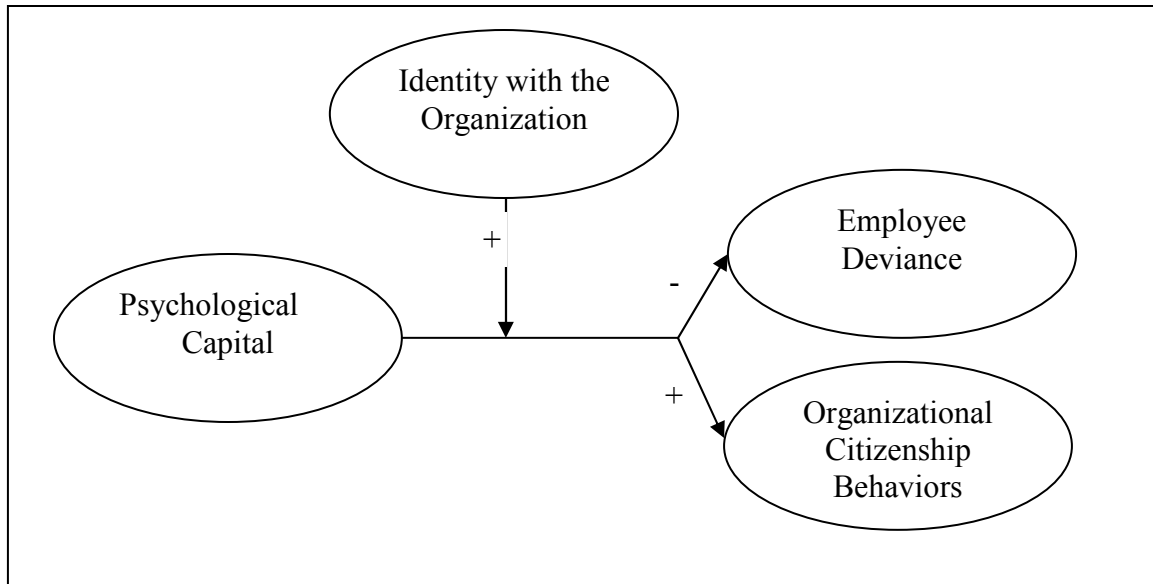 Identity with the
Organization
+
Employee
Deviance
-
Psychological
Capital
+
Organizational
Citizenship
Behaviors